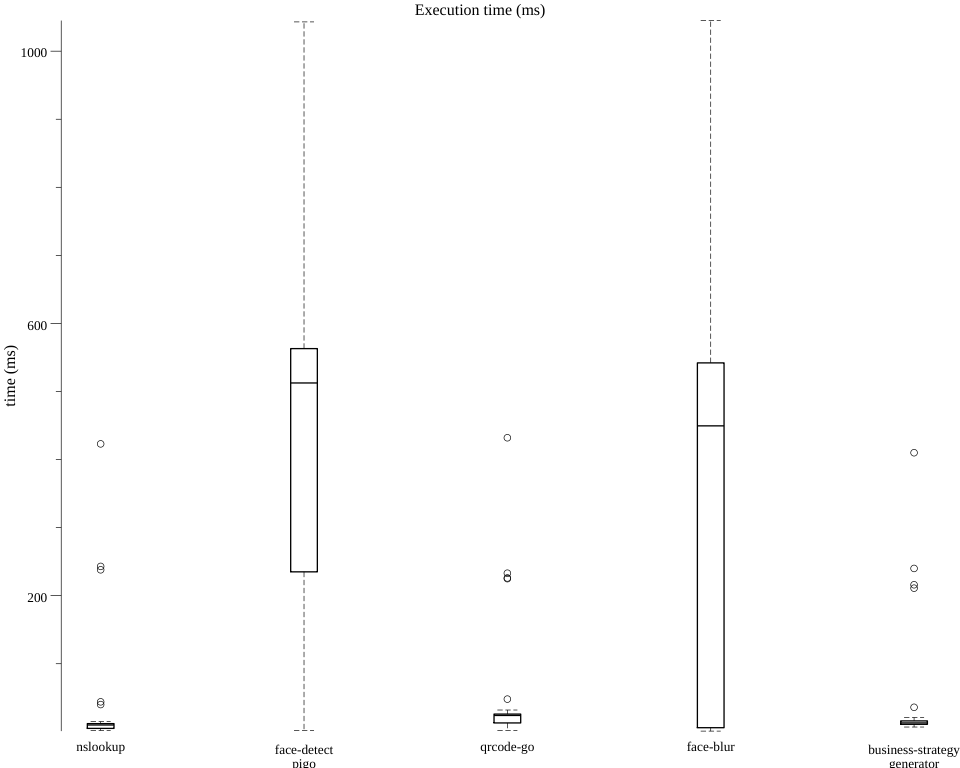 Execution time (ms)
1000
600
200
time (ms)
nslookup
face-detect
pigo
qrcode-go
face-blur
business-strategy
generator